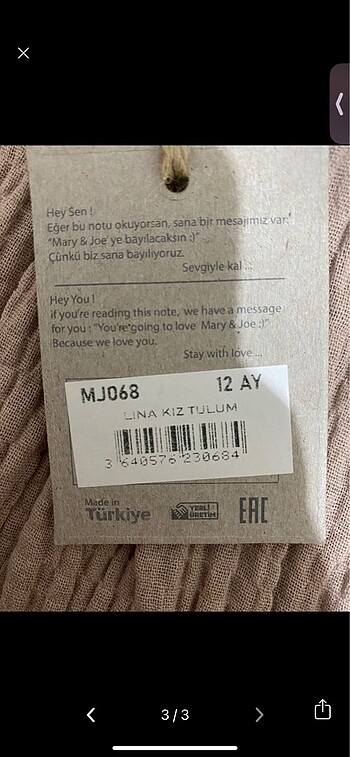 Hey Sen !
Eğer bu notu okuyorsan, sana bir mesajımız var:
"Mary & Joe' ye bayılacaksın :)"
Çünkü biz sana bayılıyoruz.
Sevgiyle kal ...
Hey You !
if you're reading this note, we have a message
for you : "You're going to love Mary & Joe :)"
Because we love you.
Stay with love ...
MJ068 12 AY
LINA KIZ TULUM
3 640576 230684
Made in
Türkiye
YERLİ
ÜRETİM
EAC
3 / 3